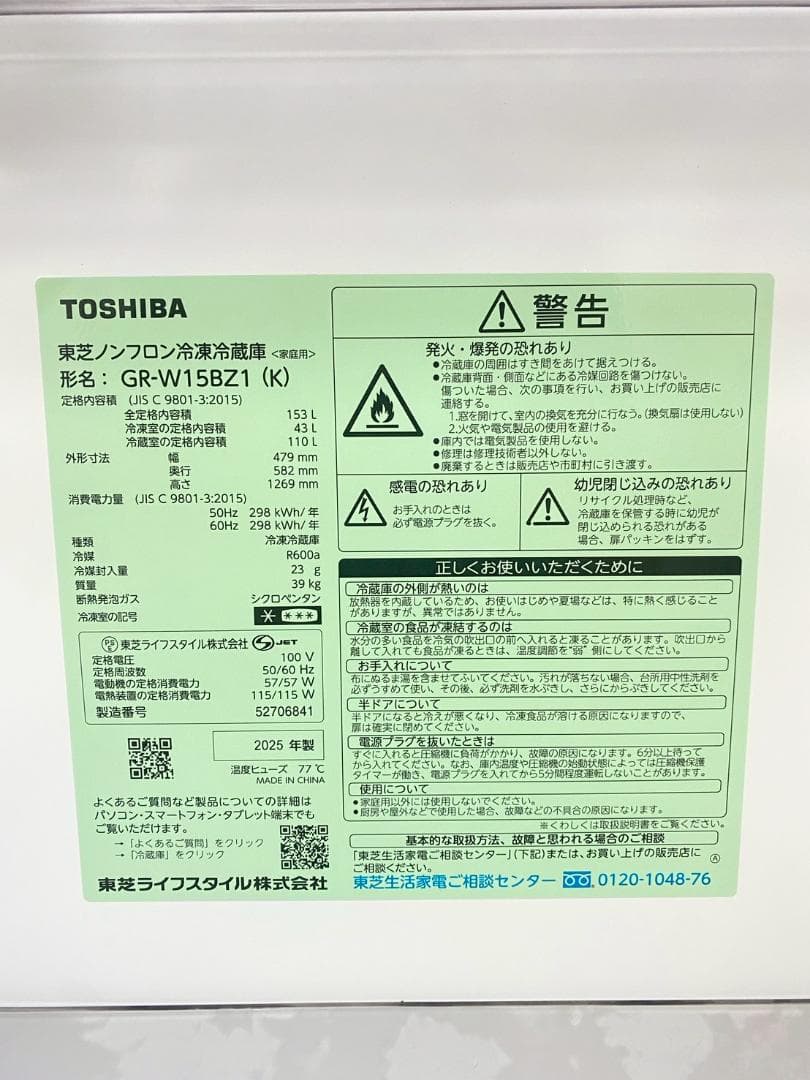 TOSHIBA
東芝ノンフロン冷凍冷蔵庫 <家庭用>
形名： GR-W15BZ1 (K)
定格内容積 (JIS C 9801-3:2015)
全定格内容積 153 L
冷凍室の定格内容積 43 L
冷蔵室の定格内容積 110 L
外形寸法 幅 479 mm
奥行 582 mm
高さ 1269 mm
消費電力量 (JIS C 9801-3:2015)
50Hz 298 kWh/年
60Hz 298 kWh/年
種類 冷凍冷蔵庫
冷媒 R600a
冷媒封入量 23 g
質量 39 kg
断熱発泡ガス シクロペンタン
冷凍室の記号
PS E 東芝ライフスタイル株式会社 JET
定格電圧 100 V
定格周波数 50/60 Hz
電動機の定格消費電力 57/57 W
電熱装置の定格消費電力 115/115 W
製造番号 52706841
2025 年製
温度ヒューズ 77℃
MADE IN CHINA
よくあるご質問など製品についての詳細は
パソコン・スマートフォン・タブレット端末でも
ご覧いただけます。
→「よくあるご質問」をクリック
→「冷蔵庫」をクリック
東芝ライフスタイル株式会社
警告
発火・爆発の恐れあり
●冷蔵庫の周囲はすき間をあけて据えつける。
●冷蔵庫背面・側面などにある冷媒回路を傷つけない。
傷ついた場合、次の事項を行い、お買い上げの販売店に
連絡する。
1.窓を開けて、室内の換気を充分に行なう。(換気扇は使用しない)
2.火気や電気製品の使用を避ける。
●庫内では電気製品を使用しない。
●修理は修理技術者以外しない。
●廃棄するときは販売店や市町村に引き渡す。
感電の恐れあり
お手入れのときは
必ず電源プラグを抜く。
幼児閉じ込みの恐れあり
リサイクル処理時など、
冷蔵庫を保管する時に幼児が
閉じ込められる恐れがある
場合、扉パッキンをはずす。
正しくお使いいただくために
冷蔵庫の外側が熱いのは
放熱器を内蔵しているため、お使いはじめや夏場などは、特に熱く感じること
がありますが、異常ではありません。
冷蔵室の食品が凍結するのは
水分の多い食品を冷気の吹出口の前へ入れると凍ることがあります。吹出口から
離して入れても食品が凍るときは、温度調節を"弱"側にしてください。
お手入れについて
布にぬるま湯を含ませてふいてください。汚れが落ちない場合、台所用中性洗剤を
必ずうすめて使い、その後、必ず洗剤を水ぶきし、さらにからぶきしてください。
半ドアについて
半ドアになると冷えが悪くなり、冷凍食品が溶ける原因になりますので、
扉は確実に閉めてください。
電源プラグを抜いたときは
すぐに入れると圧縮機に負荷がかかり、故障の原因になります。6分以上待って
から入れてください。なお、庫内温度や圧縮機の始動状態によっては圧縮機保護
タイマーが働き、電源プラグを入れてから5分間程度運転しないことがあります。
使用について
●家庭用以外には使用しないでください。
●厨房や屋外などで使用した場合、故障などの不具合の原因になります。
※くわしくは取扱説明書をご覧ください。
基本的な取扱方法、故障と思われる場合のご相談
「東芝生活家電ご相談センター」(下記)または、お買い上げの販売店に
ご相談ください。 Ⓐ
東芝生活家電ご相談センター 0120-1048-76